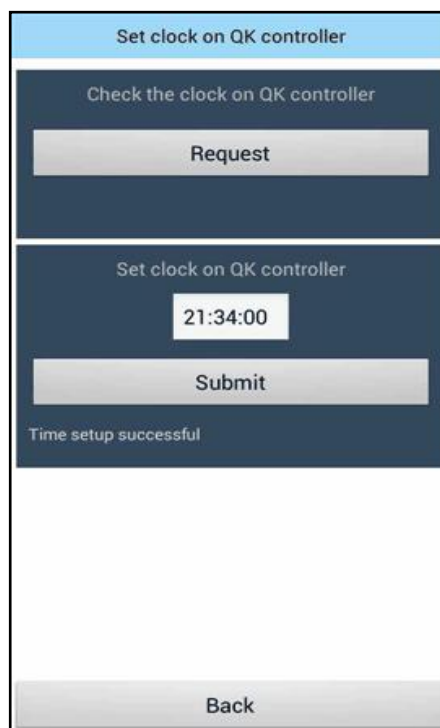 Set clock on QK controller
Check the clock on QK controller
Request
Set clock on QK controller
21:34:00
Submit
Time setup successful
Back